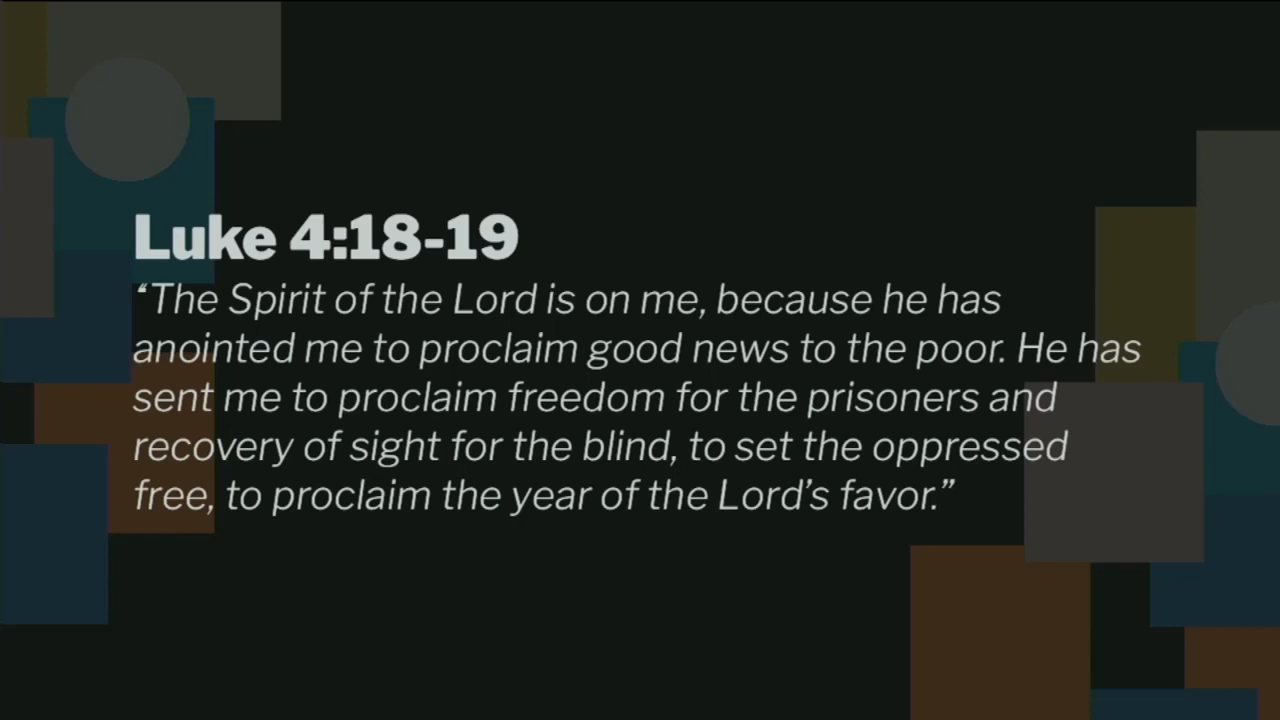 Luke 4:18-19
“The Spirit of the Lord is on me, because he has
anointed me to proclaim good news to the poor. He has
sent me to proclaim freedom for the prisoners and
recovery of sight for the blind, to set the oppressed
free, to proclaim the year of the Lord’s favor.”